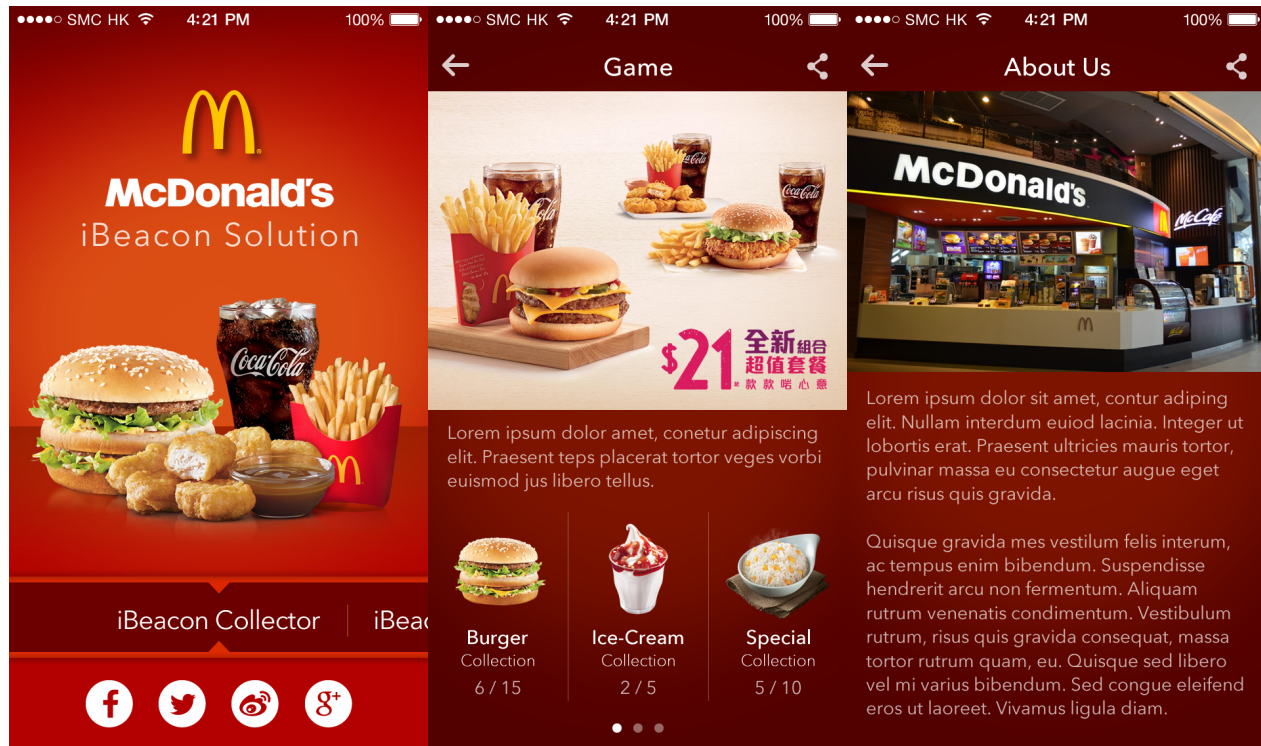 SMC HK 4:21 PM 100%
McDonald's
iBeacon Solution
Coca-Cola
iBeacon Collector
iBeac
SMC HK 4:21 PM 100%
Game
Coca-Cola
Coca-Cola
Coca-Cola
$21 全新組合
超值套餐
款款啱心意
Lorem ipsum dolor amet, conetur adipiscing
elit. Praesent teps placerat tortor veges vorbi
euismod jus libero tellus.
Burger
Collection
6 / 15
Ice-Cream
Collection
2 / 5
Special
Collection
5 / 10
SMC HK 4:21 PM 100%
About Us
McDonald's
McCafé
Lorem ipsum dolor sit amet, contur adiping
elit. Nullam interdum euiod lacinia. Integer ut
lobortis erat. Praesent ultricies mauris tortor,
pulvinar massa eu consectetur augue eget
arcu risus quis gravida.
Quisque gravida mes vestilum felis interum,
ac tempus enim bibendum. Suspendisse
hendrerit arcu non fermentum. Aliquam
rutrum venenatis condimentum. Vestibulum
rutrum, risus quis gravida consequat, massa
tortor rutrum quam, eu. Quisque sed libero
vel mi varius bibendum. Sed congue eleifend
eros ut laoreet. Vivamus ligula diam.